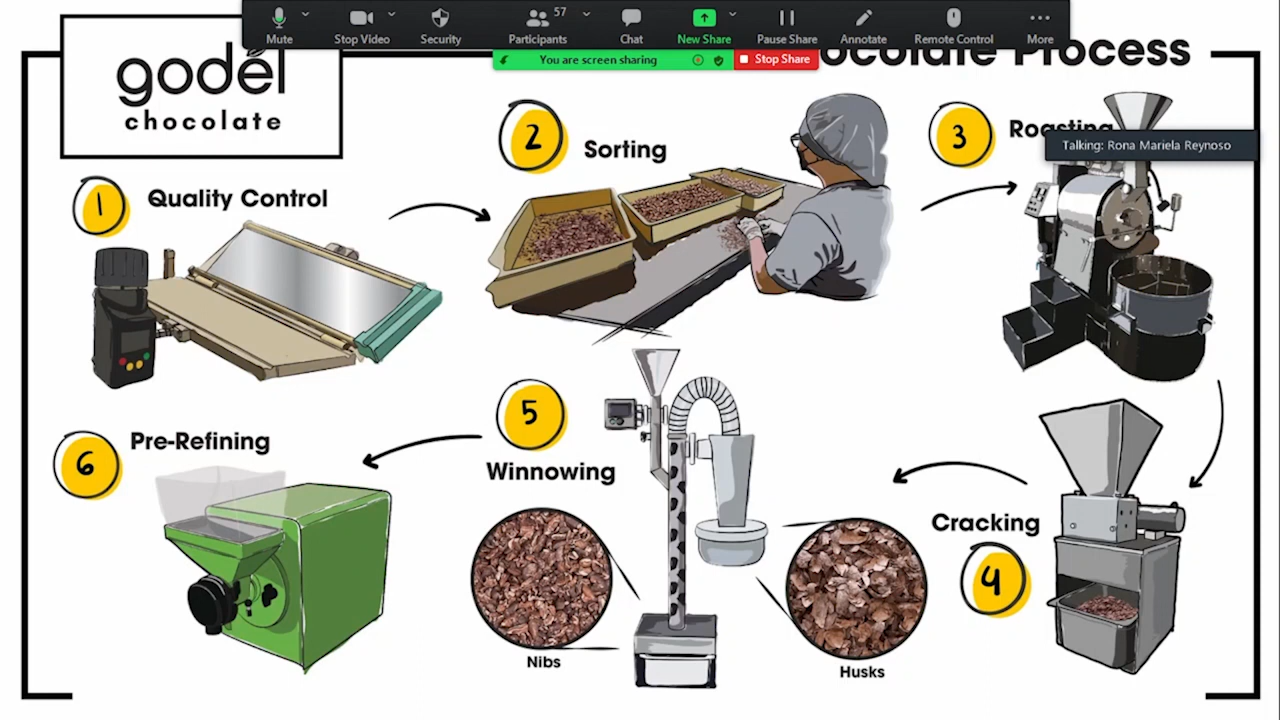 57
Mute
Stop Video
Security
Participants
Chat
New Share
Pause Share
Annotate
Remote Control
More
You are screen sharing
Stop Share
godël
chocolate
Process
Talking: Rona Mariela Reynoso
1
Quality Control
2
Sorting
3
Roasting
6
Pre-Refining
5
Winnowing
Cracking
4
Nibs
Husks